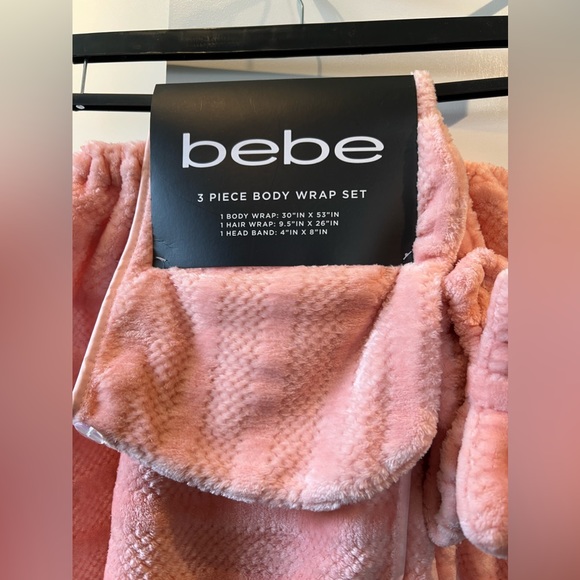 bebe
3 PIECE BODY WRAP SET
1 BODY WRAP: 30"IN X 53"IN
1 HAIR WRAP: 9.5"IN X 26"IN
1 HEAD BAND: 4"IN X 8"IN